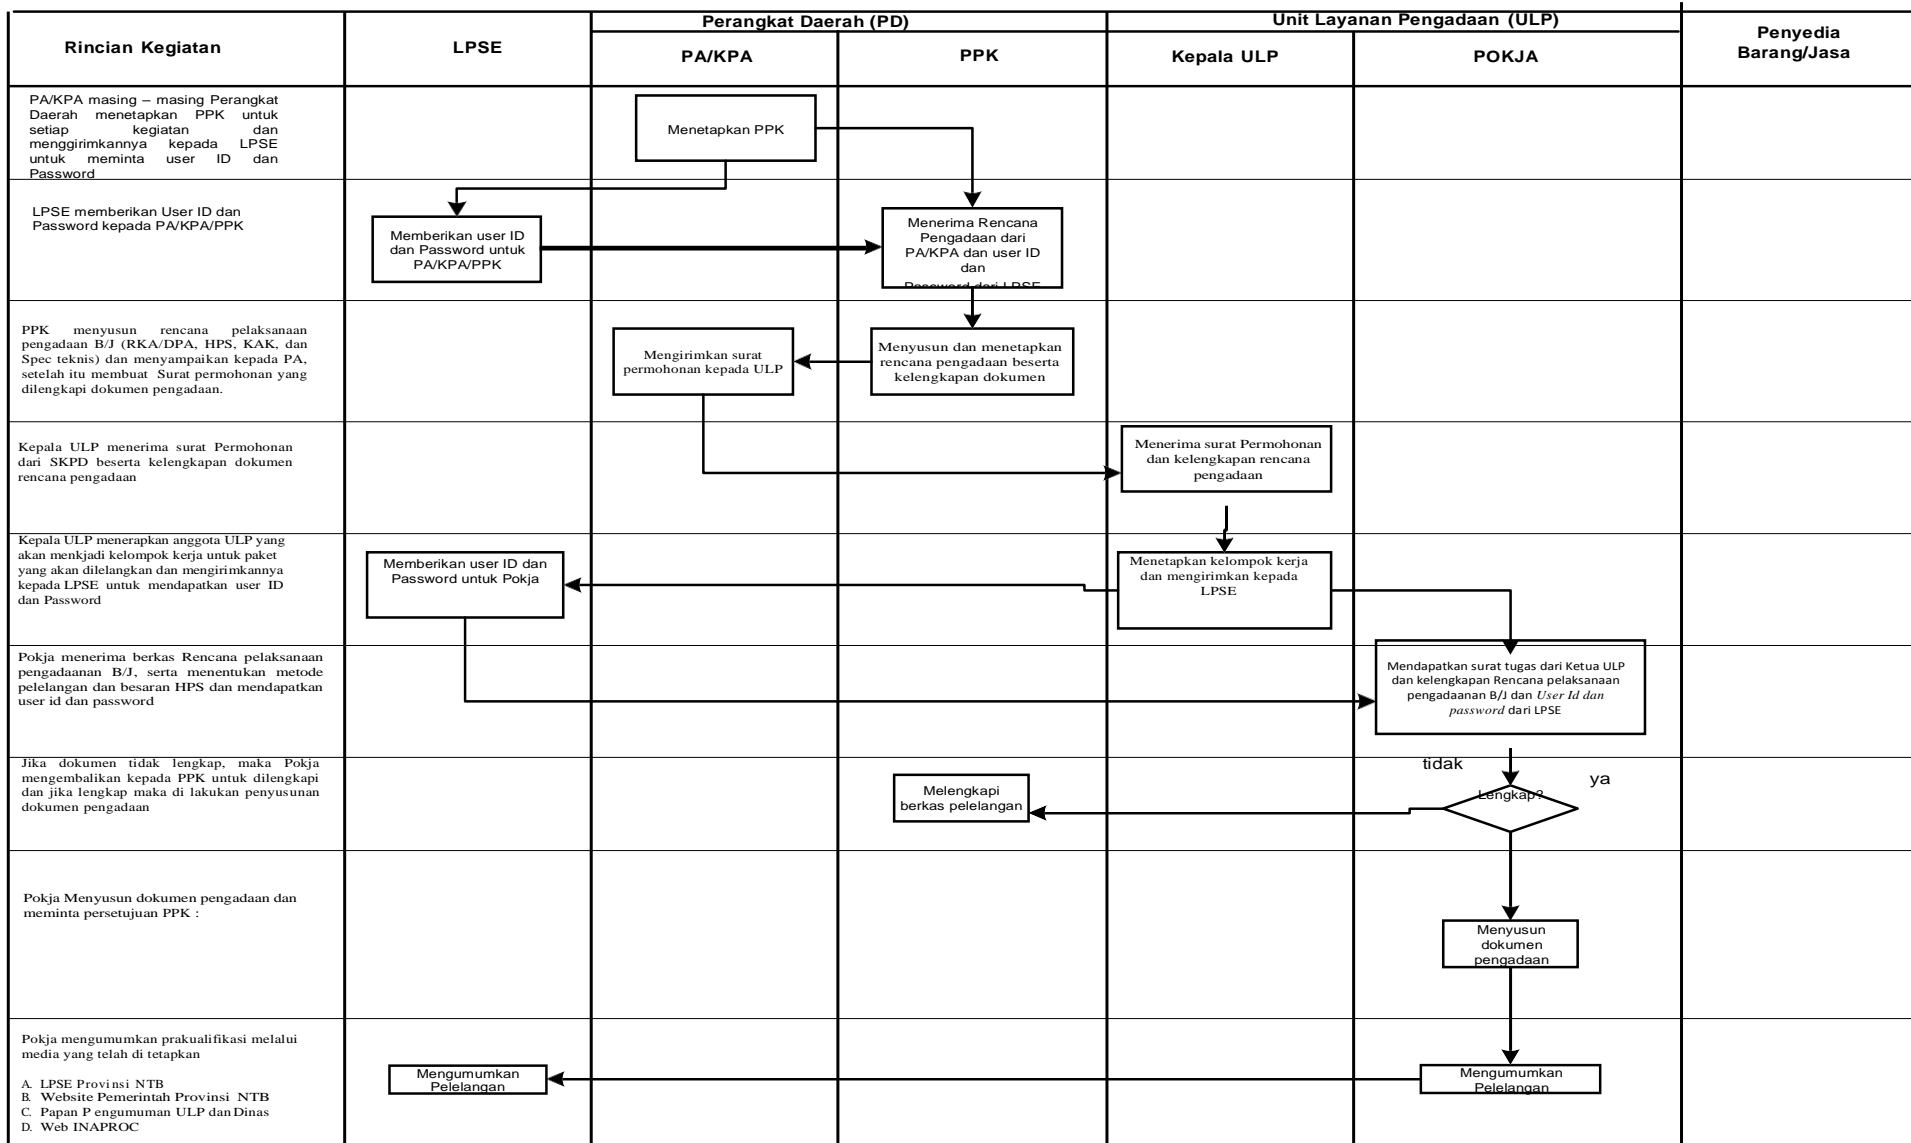 Rincian Kegiatan
LPSE
Perangkat Daerah (PD)
PA/KPA
PPK
Unit Layanan Pengadaan (ULP)
Kepala ULP
POKJA
Penyedia
Barang/Jasa
PA/KPA masing – masing Perangkat
Daerah menetapkan PPK untuk
setiap kegiatan dan
menggirimkannya kepada LPSE
untuk meminta user ID dan
Password
Menetapkan PPK
LPSE memberikan User ID dan
Password kepada PA/KPA/PPK
Memberikan user ID
dan Password untuk
PA/KPA/PPK
Menerima Rencana
Pengadaan dari
PA/KPA dan user ID
dan
Password dari LPSE
PPK menyusun rencana pelaksanaan
pengadaan B/J (RKA/DPA, HPS, KAK, dan
Spec teknis) dan menyampaikan kepada PA,
setelah itu membuat Surat permohonan yang
dilengkapi dokumen pengadaan.
Mengirimkan surat
permohonan kepada ULP
Menyusun dan menetapkan
rencana pengadaan beserta
kelengkapan dokumen
Kepala ULP menerima surat Permohonan
dari SKPD beserta kelengkapan dokumen
rencana pengadaan
Menerima surat Permohonan
dan kelengkapan rencana
pengadaan
Kepala ULP menerapkan anggota ULP yang
akan menkjadi kelompok kerja untuk paket
yang akan dilelangkan dan mengirimkannya
kepada LPSE untuk mendapatkan user ID
dan Password
Memberikan user ID dan
Password untuk Pokja
Menetapkan kelompok kerja
dan mengirimkan kepada
LPSE
Pokja menerima berkas Rencana pelaksanaan
pengadaanan B/J, serta menentukan metode
pelelangan dan besaran HPS dan mendapatkan
user id dan password
Mendapatkan surat tugas dari Ketua ULP
dan kelengkapan Rencana pelaksanaan
pengadaanan B/J dan User Id dan
password dari LPSE
Jika dokumen tidak lengkap, maka Pokja
mengembalikan kepada PPK untuk dilengkapi
dan jika lengkap maka di lakukan penyusunan
dokumen pengadaan
Melengkapi
berkas pelelangan
tidak
ya
Lengkap?
Pokja Menyusun dokumen pengadaan dan
meminta persetujuan PPK :
Menyusun
dokumen
pengadaan
Pokja mengumumkan prakualifikasi melalui
media yang telah di tetapkan
A. LPSE Provinsi NTB
B. Website Pemerintah Provinsi NTB
C. Papan P engumuman ULP dan Dinas
D. Web INAPROC
Mengumumkan
Pelelangan
Mengumumkan
Pelelangan